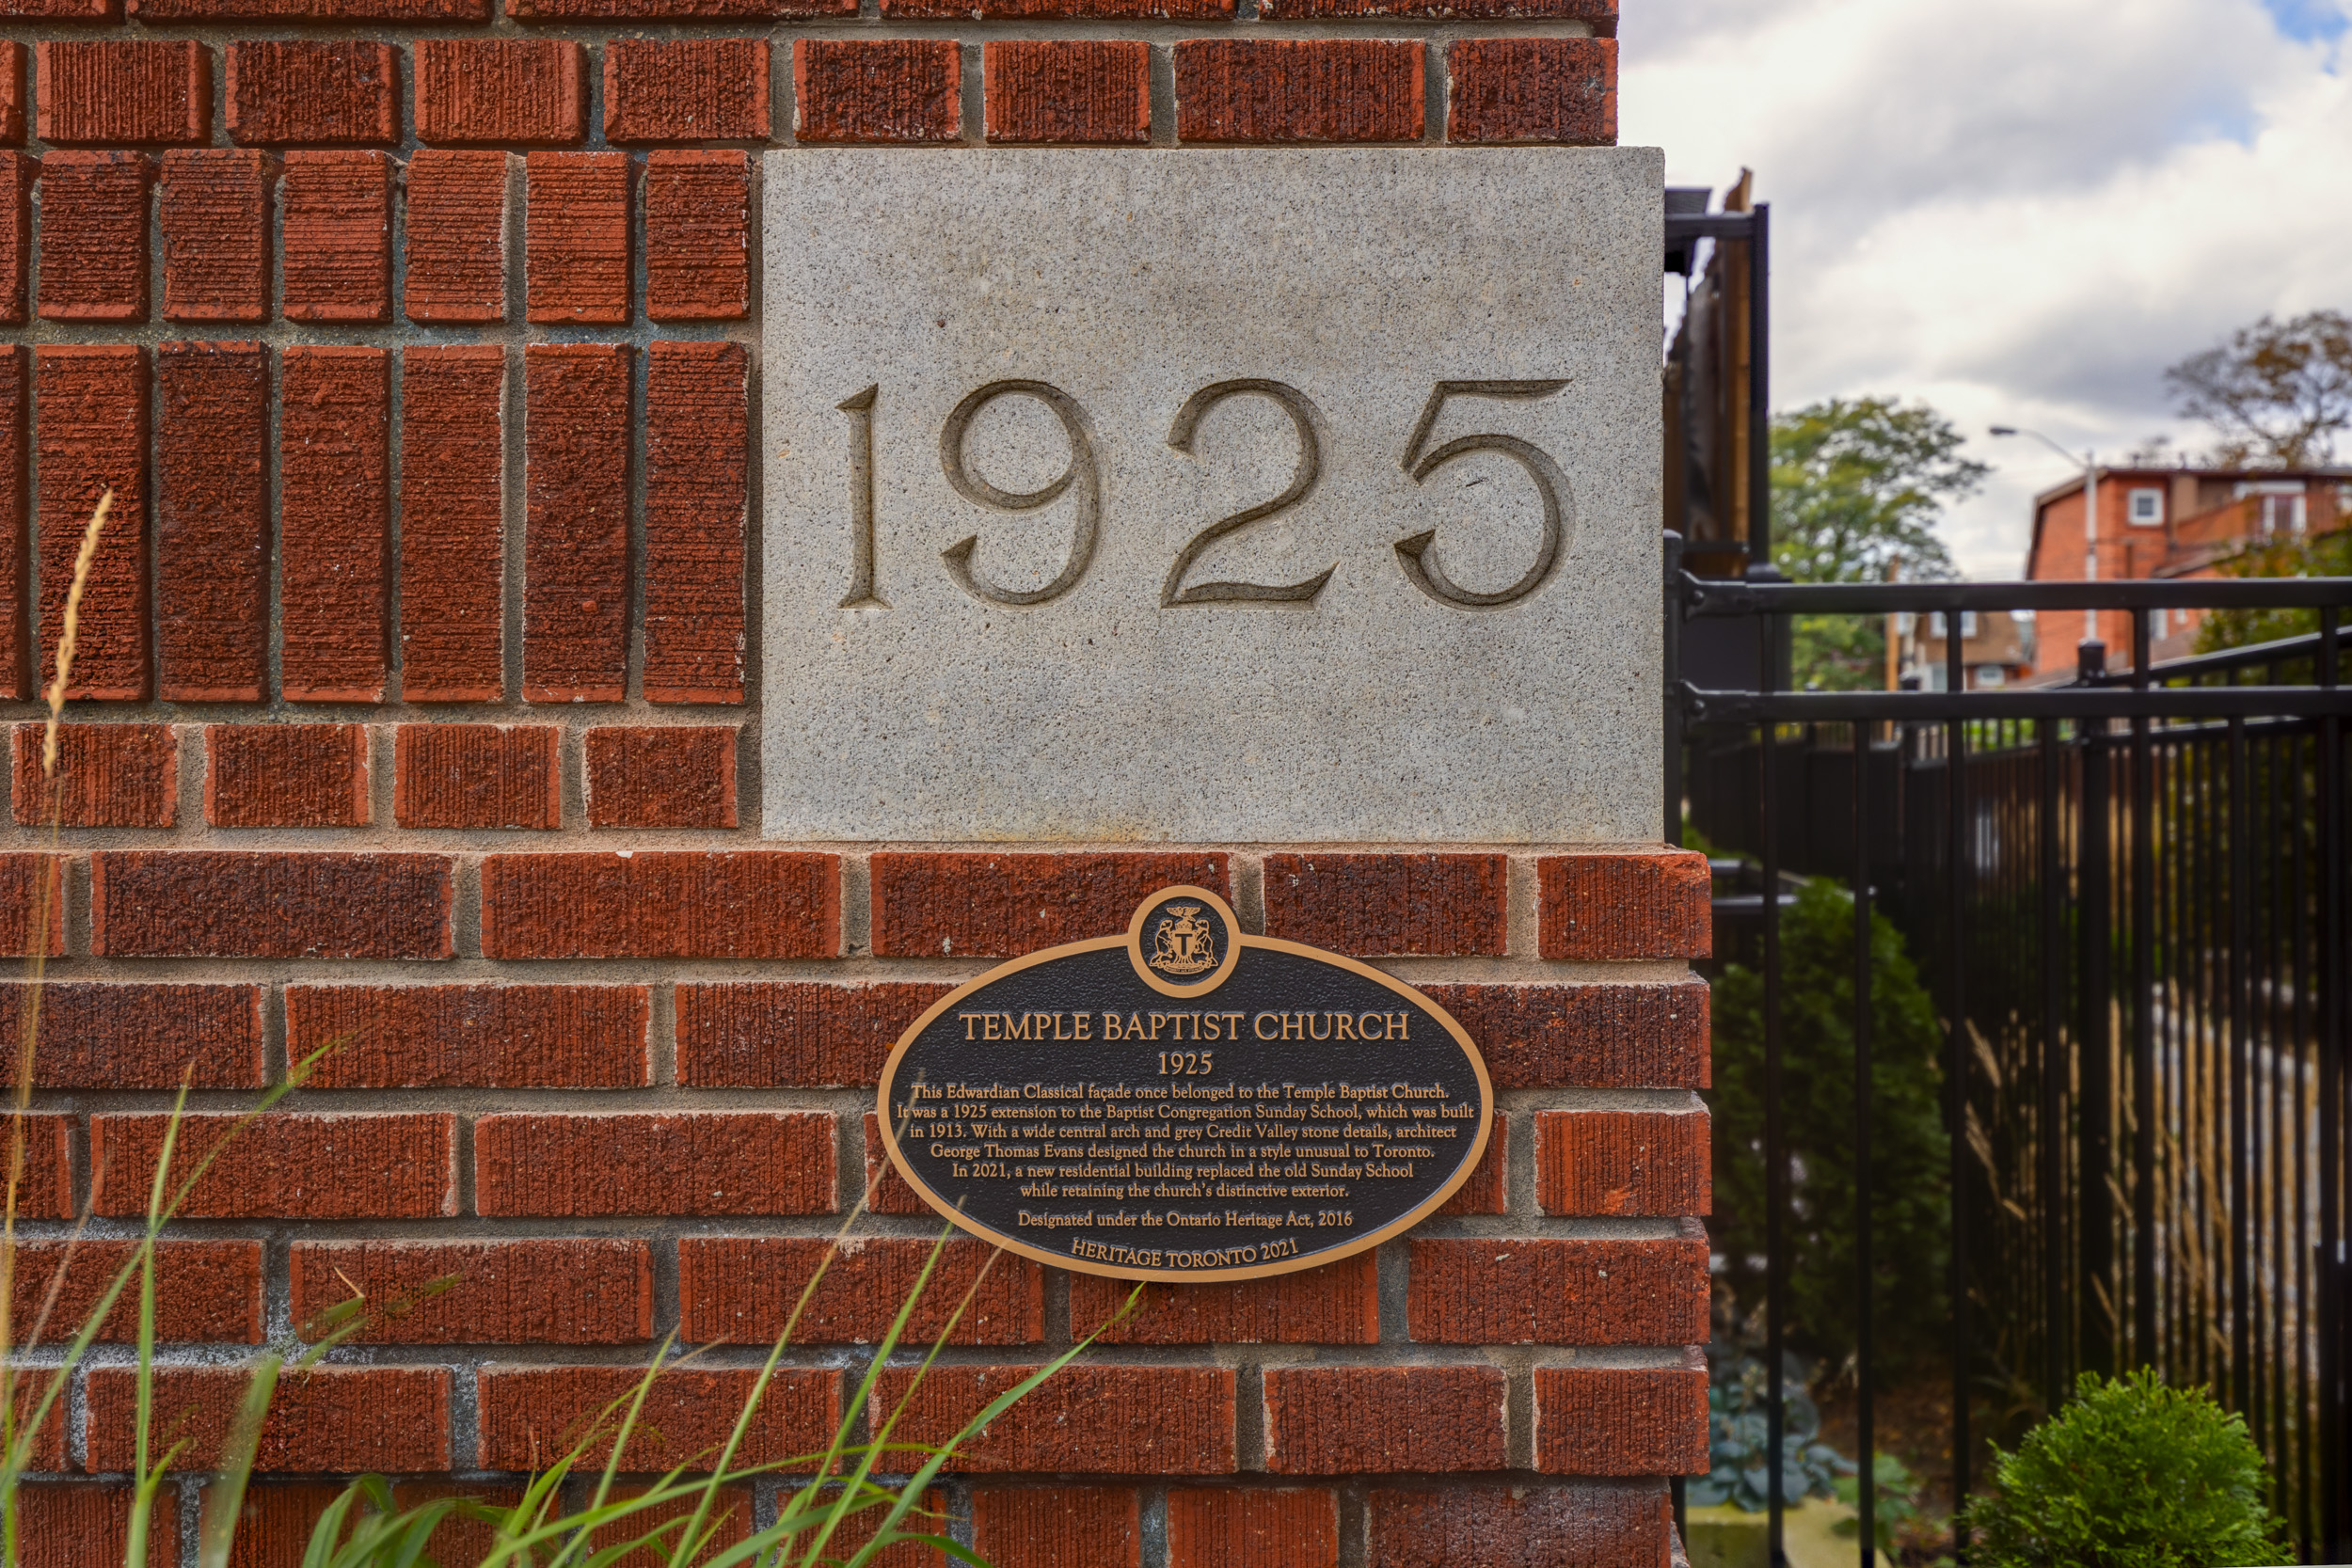 1925
T
TEMPLE BAPTIST CHURCH
1925
This Edwardian Classical façade once belonged to the Temple Baptist Church.
It was a 1925 extension to the Baptist Congregation Sunday School, which was built
in 1913. With a wide central arch and grey Credit Valley stone details, architect
George Thomas Evans designed the church in a style unusual to Toronto.
In 2021, a new residential building replaced the old Sunday School
while retaining the church's distinctive exterior.
Designated under the Ontario Heritage Act, 2016
HERITAGE TORONTO 2021